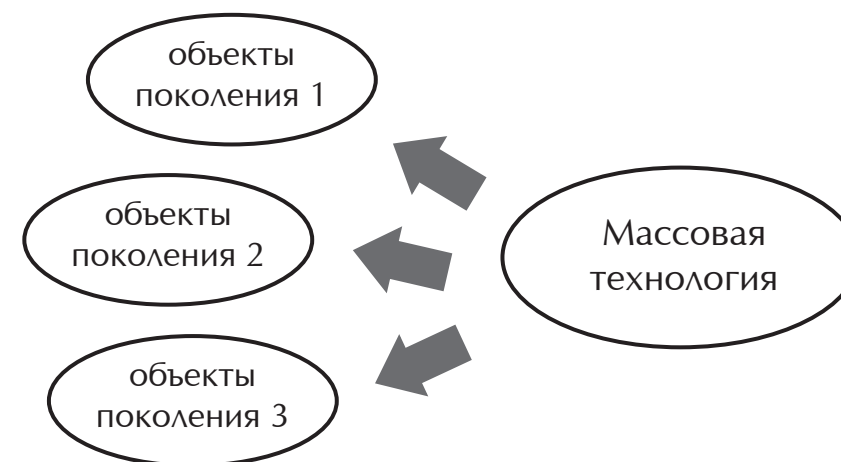 объекты
поколения 1
объекты
поколения 2
Массовая
технология
объекты
поколения 3